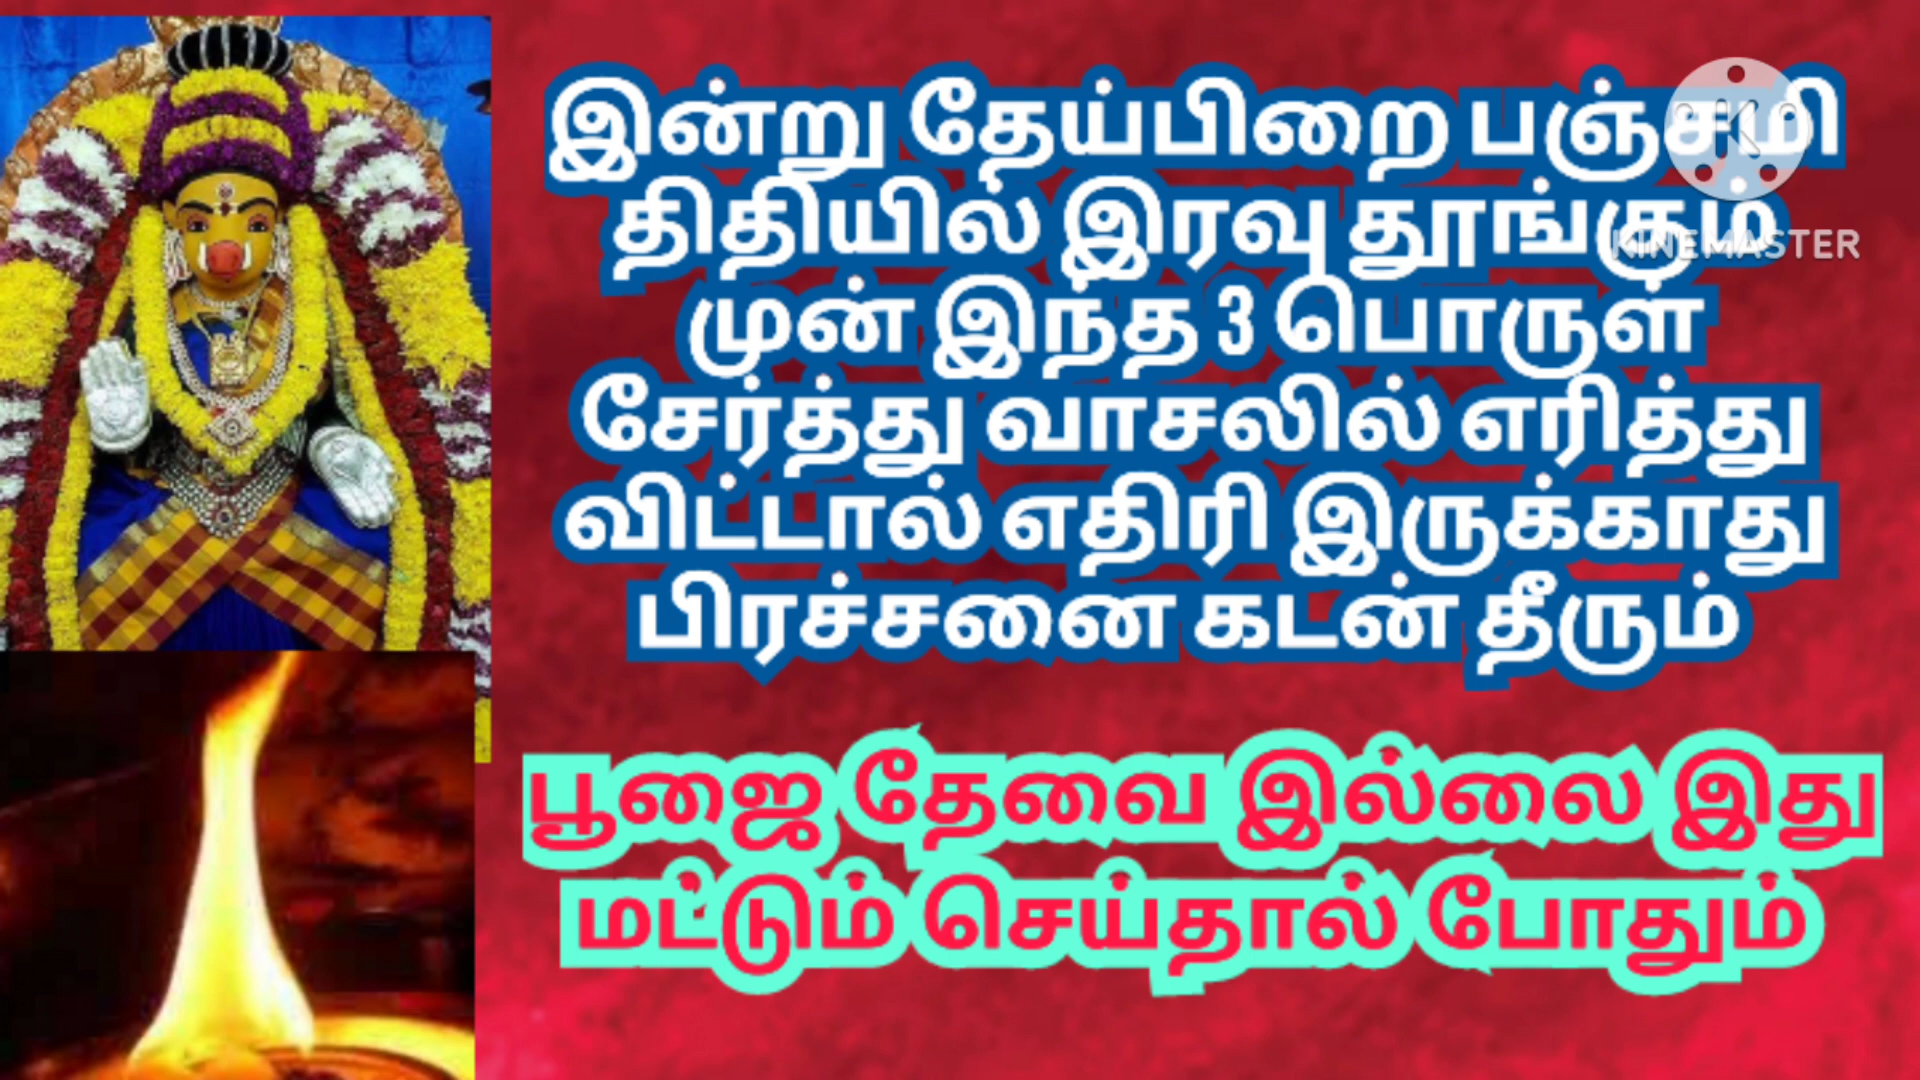 இன்று தேய்பிறை பஞ்சமி
திதியில் இரவு தூங்கும்
முன் இந்த 3 பொருள்
சேர்த்து வாசலில் எரித்து
விட்டால் எதிரி இருக்காது
பிரச்சனை கடன் தீரும்
பூஜை தேவை இல்லை இது
மட்டும் செய்தால் போதும்
K
KINEMASTER